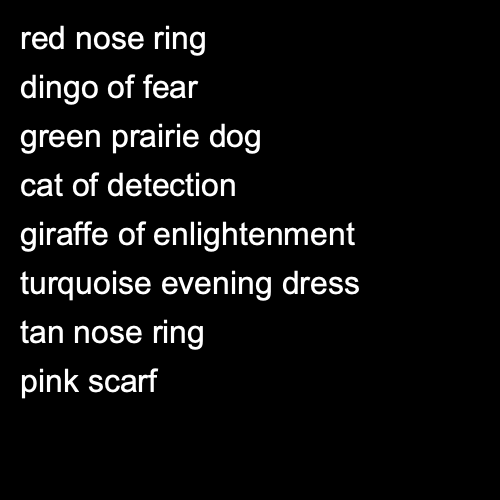 red nose ring
dingo of fear
green prairie dog
cat of detection
giraffe of enlightenment
turquoise evening dress
tan nose ring
pink scarf